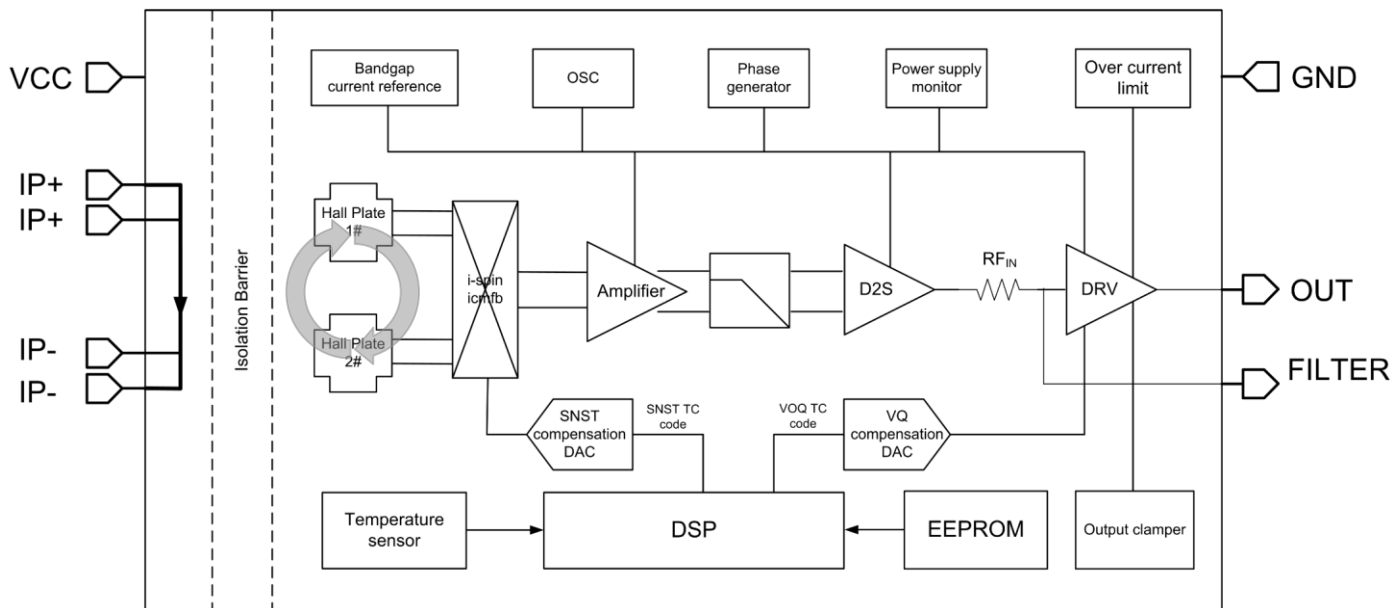 VCC
IP+
IP+
IP-
IP-
Isolation Barrier
Bandgap
current reference
OSC
Phase
generator
Power supply
monitor
Over current
limit
GND
Hall Plate
1#
Hall Plate
2#
i-spin
icmfb
Amplifier
D2S
RFIN
DRV
OUT
FILTER
SNST
compensation
DAC
SNST TC
code
VOQ TC
code
VQ
compensation
DAC
Temperature
sensor
DSP
EEPROM
Output clamper